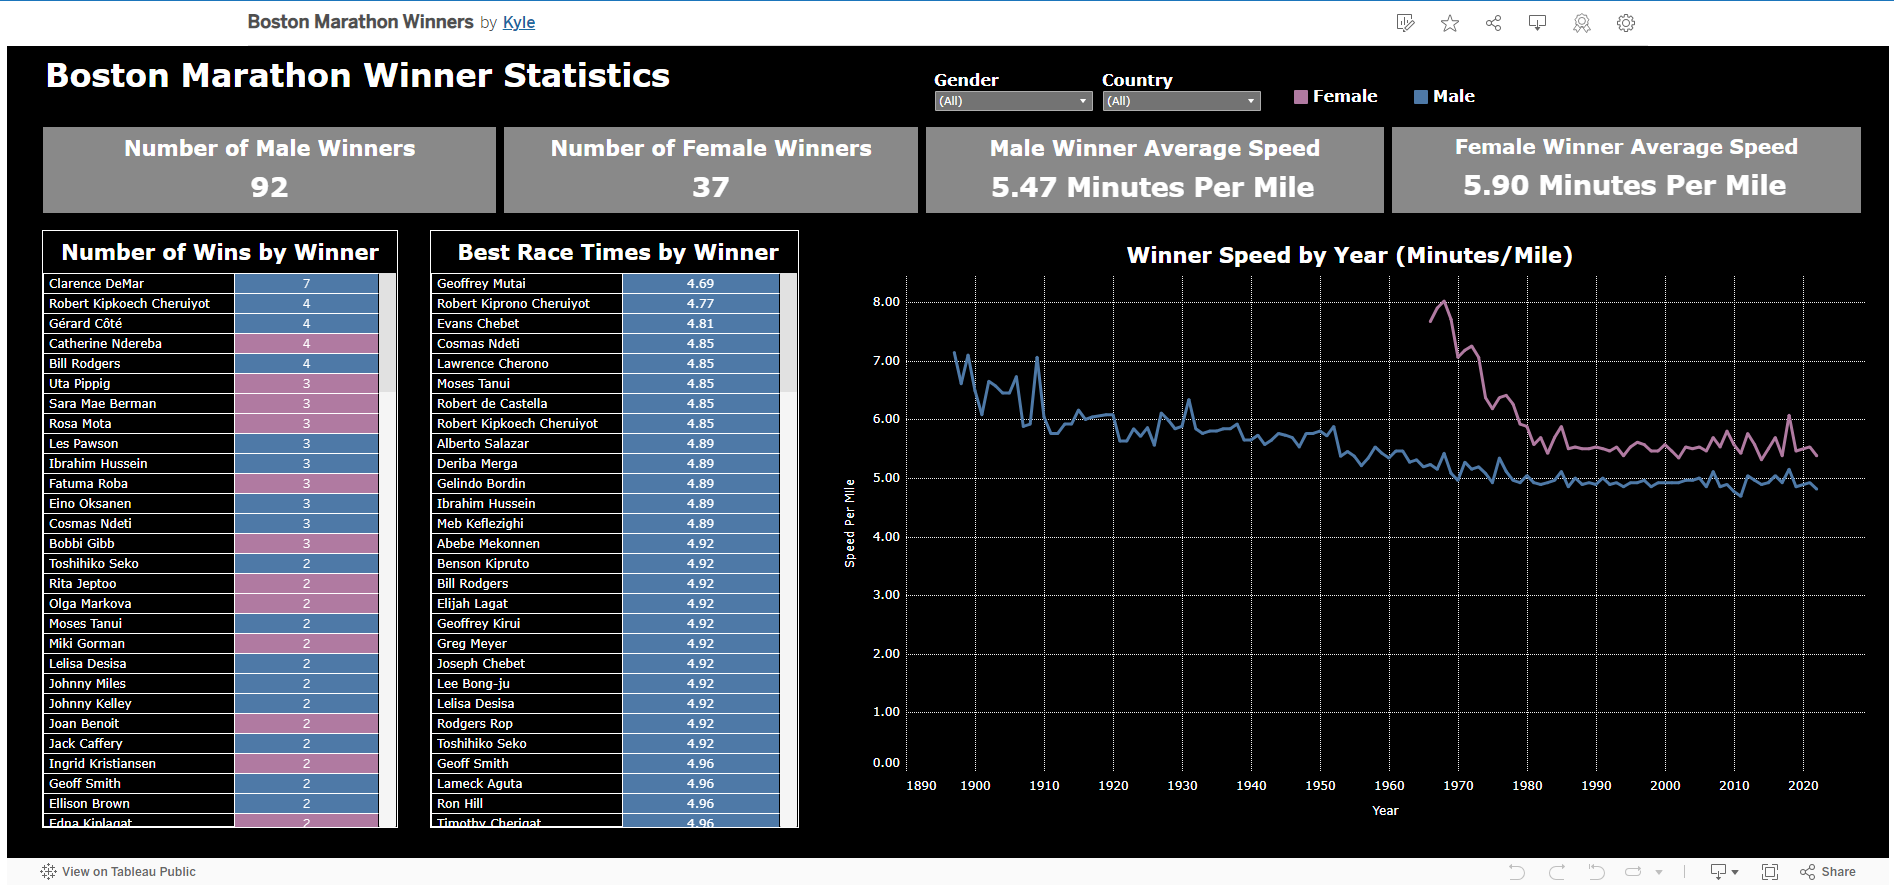 Boston Marathon Winners by Kyle
Boston Marathon Winner Statistics
Gender
(All)
Country
(All)
Female
Male
Number of Male Winners
92
Number of Female Winners
37
Male Winner Average Speed
5.47 Minutes Per Mile
Female Winner Average Speed
5.90 Minutes Per Mile
Number of Wins by Winner
Clarence DeMar 7
Robert Kipkoech Cheruiyot 4
Gérard Côté 4
Catherine Ndereba 4
Bill Rodgers 4
Uta Pippig 3
Sara Mae Berman 3
Rosa Mota 3
Les Pawson 3
Ibrahim Hussein 3
Fatuma Roba 3
Eino Oksanen 3
Cosmas Ndeti 3
Bobbi Gibb 3
Toshihiko Seko 2
Rita Jeptoo 2
Olga Markova 2
Moses Tanui 2
Miki Gorman 2
Lelisa Desisa 2
Johnny Miles 2
Johnny Kelley 2
Joan Benoit 2
Jack Caffery 2
Ingrid Kristiansen 2
Geoff Smith 2
Ellison Brown 2
Edna Kiplagat 2
Best Race Times by Winner
Geoffrey Mutai 4.69
Robert Kiprono Cheruiyot 4.77
Evans Chebet 4.81
Cosmas Ndeti 4.85
Lawrence Cherono 4.85
Moses Tanui 4.85
Robert de Castella 4.85
Robert Kipkoech Cheruiyot 4.85
Alberto Salazar 4.89
Deriba Merga 4.89
Gelindo Bordin 4.89
Ibrahim Hussein 4.89
Meb Keflezighi 4.89
Abebe Mekonnen 4.92
Benson Kipruto 4.92
Bill Rodgers 4.92
Elijah Lagat 4.92
Geoffrey Kirui 4.92
Greg Meyer 4.92
Joseph Chebet 4.92
Lee Bong-ju 4.92
Lelisa Desisa 4.92
Rodgers Rop 4.92
Toshihiko Seko 4.92
Geoff Smith 4.96
Lameck Aguta 4.96
Ron Hill 4.96
Timothy Cherigat 4.96
Winner Speed by Year (Minutes/Mile)
Speed Per Mile
8.00
7.00
6.00
5.00
4.00
3.00
2.00
1.00
0.00
1890 1900 1910 1920 1930 1940 1950 1960 1970 1980 1990 2000 2010 2020
Year
View on Tableau Public
Share